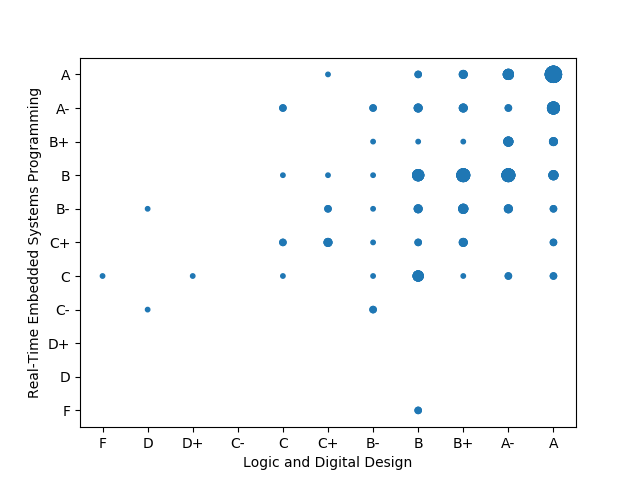 Real-Time Embedded Systems Programming
A
A-
B+
B
B-
C+
C
C-
D+
D
F
F D D+ C- C C+ B- B B+ A- A
Logic and Digital Design